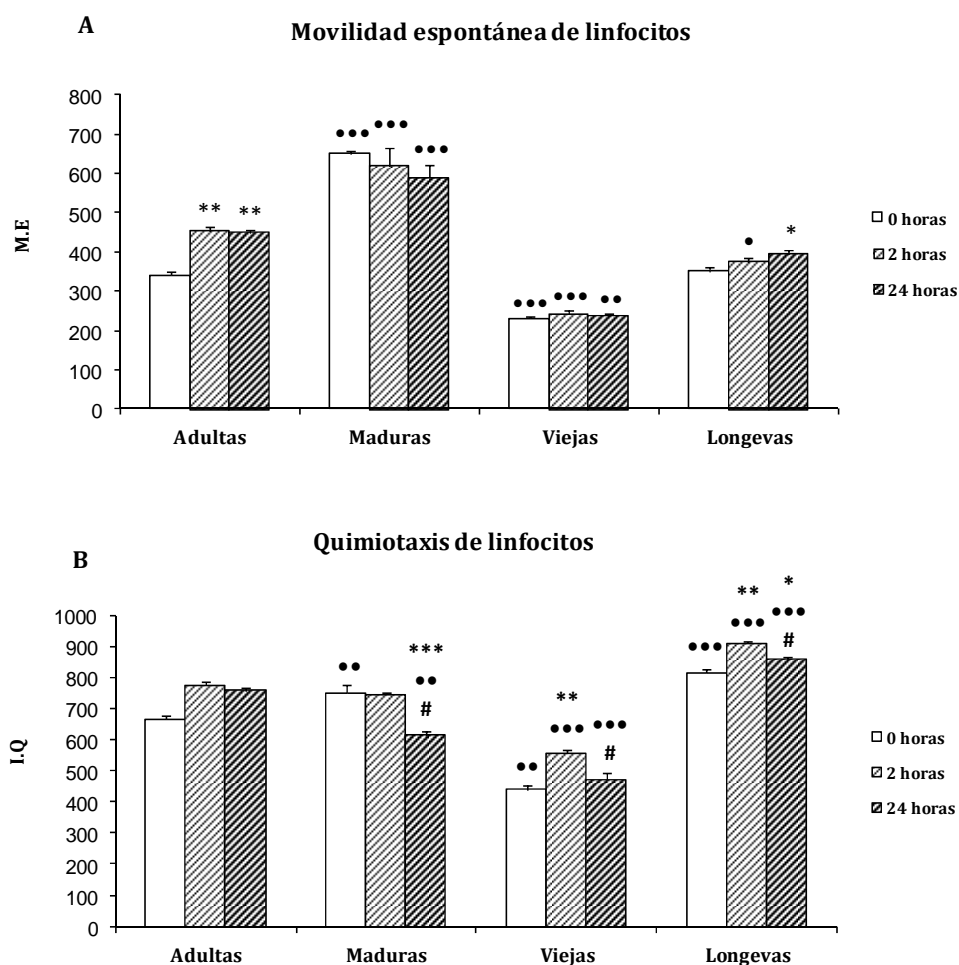 A
Movilidad espontánea de linfocitos
800
700
600
500
400
300
200
100
0
M.E
** **
●●● ●●● ●●●
●●● ●●● ●●
● *
Adultas Maduras Viejas Longevas
0 horas
2 horas
24 horas
B
Quimiotaxis de linfocitos
1000
900
800
700
600
500
400
300
200
100
0
I.Q
●●
***
●●
#
●●
**
●●●
●●●
#
●●●
**
●●●
*
●●●
#
Adultas Maduras Viejas Longevas
0 horas
2 horas
24 horas